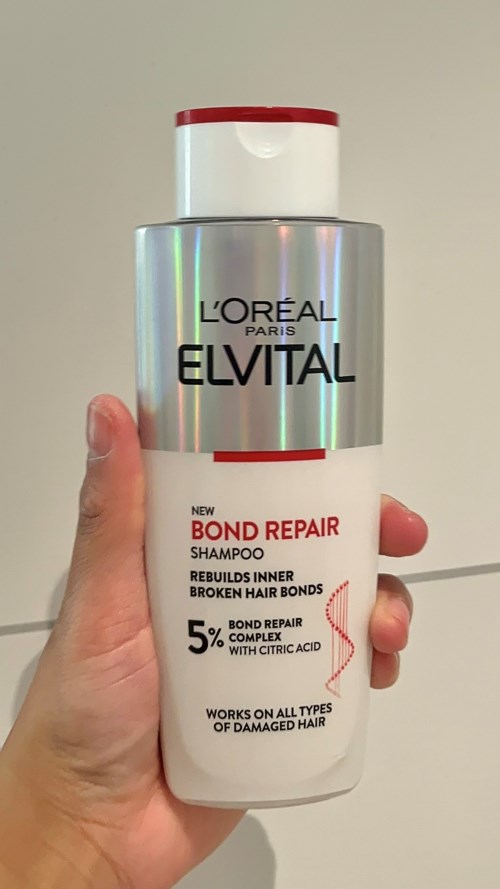 L'ORÉAL
PARIS
ELVITAL
NEW
BOND REPAIR
SHAMPOO
REBUILDS INNER
BROKEN HAIR BONDS
5% BOND REPAIR
COMPLEX
WITH CITRIC ACID
WORKS ON ALL TYPES
OF DAMAGED HAIR